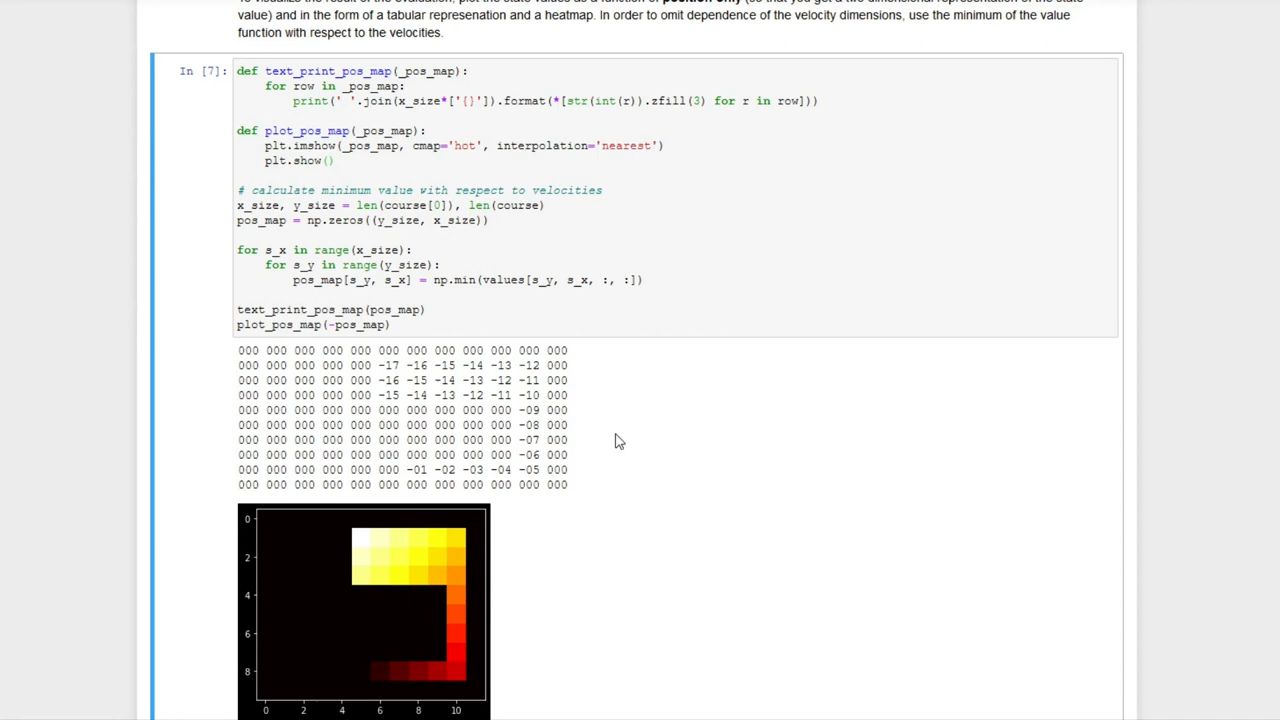 value) and in the form of a tabular represenation and a heatmap. In order to omit dependence of the velocity dimensions, use the minimum of the value
function with respect to the velocities.
In [7]: def text_print_pos_map(_pos_map):
    for row in _pos_map:
        print(' '.join(x_size*['{}']).format(*[str(int(r)).zfill(3) for r in row]))
def plot_pos_map(_pos_map):
    plt.imshow(_pos_map, cmap='hot', interpolation='nearest')
    plt.show()
# calculate minimum value with respect to velocities
x_size, y_size = len(course[0]), len(course)
pos_map = np.zeros((y_size, x_size))
for s_x in range(x_size):
    for s_y in range(y_size):
        pos_map[s_y, s_x] = np.min(values[s_y, s_x, :, :])
text_print_pos_map(pos_map)
plot_pos_map(-pos_map)
000 000 000 000 000 000 000 000 000 000 000 000
000 000 000 000 000 -17 -16 -15 -14 -13 -12 000
000 000 000 000 000 -16 -15 -14 -13 -12 -11 000
000 000 000 000 000 -15 -14 -13 -12 -11 -10 000
000 000 000 000 000 000 000 000 000 000 -09 000
000 000 000 000 000 000 000 000 000 000 -08 000
000 000 000 000 000 000 000 000 000 000 -07 000
000 000 000 000 000 000 000 000 000 000 -06 000
000 000 000 000 000 000 -01 -02 -03 -04 -05 000
000 000 000 000 000 000 000 000 000 000 000 000
0
2
4
6
8
0 2 4 6 8 10